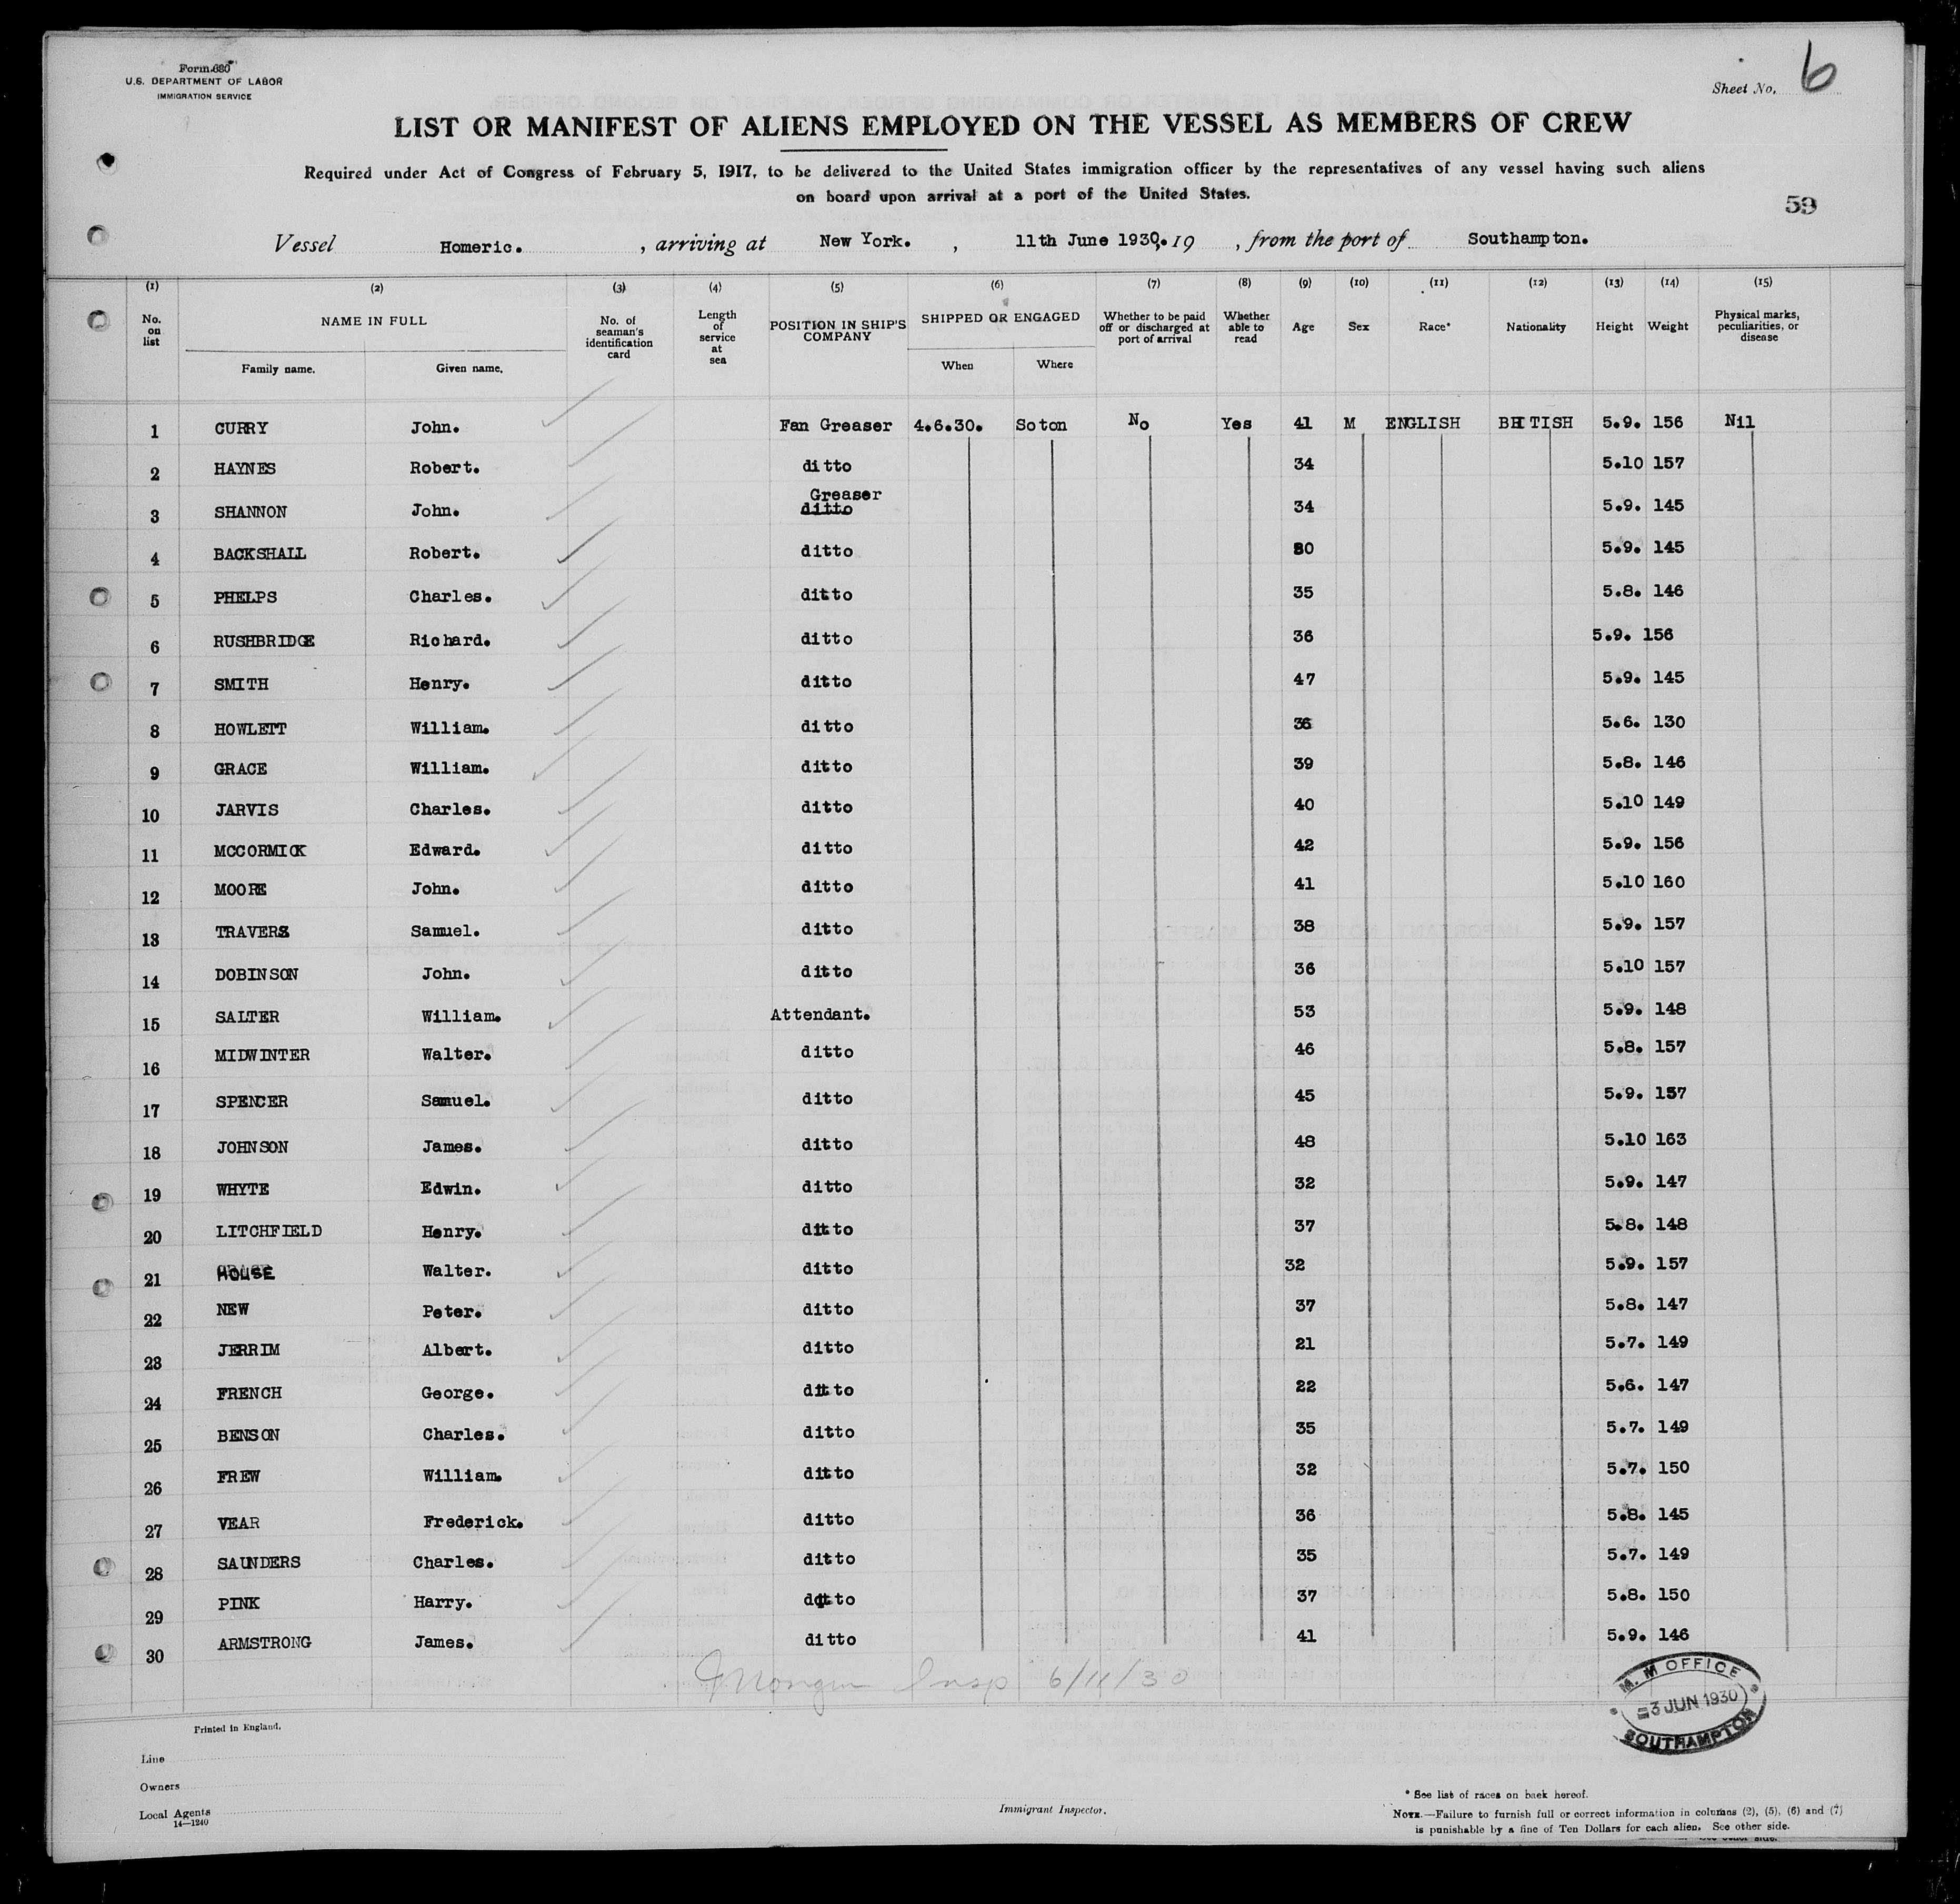 Form 680
U.S. DEPARTMENT OF LABOR
IMMIGRATION SERVICE
Sheet No. 6
LIST OR MANIFEST OF ALIENS EMPLOYED ON THE VESSEL AS MEMBERS OF CREW
Required under Act of Congress of February 5, 1917, to be delivered to the United States immigration officer by the representatives of any vessel having such aliens
on board upon arrival at a port of the United States.
59
Vessel Homeric. , arriving at New York. , 11th June 1930. 19 , from the port of Southampton.
(1) (2) (3) (4) (5) (6) (7) (8) (9) (10) (11) (12) (13) (14) (15)
No. on list NAME IN FULL Family name. Given name. No. of seaman's identification card Length of service at sea POSITION IN SHIP'S COMPANY SHIPPED OR ENGAGED When Where Whether to be paid off or discharged at port of arrival Whether able to read Age Sex Race* Nationality Height Weight Physical marks, peculiarities, or disease
1 CURRY John. Fan Greaser 4.6.30. Soton No Yes 41 M ENGLISH BRITISH 5.9. 156 Nil
2 HAYNES Robert. ditto 34 5.10 157
3 SHANNON John. Greaser ditto 34 5.9. 145
4 BACKSHALL Robert. ditto 30 5.9. 145
5 PHELPS Charles. ditto 35 5.8. 146
6 RUSHBRIDGE Richard. ditto 36 5.9. 156
7 SMITH Henry. ditto 47 5.9. 145
8 HOWLETT William. ditto 36 5.6. 130
9 GRACE William. ditto 39 5.8. 146
10 JARVIS Charles. ditto 40 5.10 149
11 MCCORMICK Edward. ditto 42 5.9. 156
12 MOORE John. ditto 41 5.10 160
13 TRAVERS Samuel. ditto 38 5.9. 157
14 DOBINSON John. ditto 36 5.10 157
15 SALTER William. Attendant. 53 5.9. 148
16 MIDWINTER Walter. ditto 46 5.8. 157
17 SPENCER Samuel. ditto 45 5.9. 157
18 JOHNSON James. ditto 48 5.10 163
19 WHYTE Edwin. ditto 32 5.9. 147
20 LITCHFIELD Henry. ditto 37 5.8. 148
21 HOUSE Walter. ditto 32 5.9. 157
22 NEW Peter. ditto 37 5.8. 147
23 JERRIM Albert. ditto 21 5.7. 149
24 FRENCH George. ditto 22 5.6. 147
25 BENSON Charles. ditto 35 5.7. 149
26 FREW William. ditto 32 5.7. 150
27 VEAR Frederick. ditto 36 5.8. 145
28 SAUNDERS Charles. ditto 35 5.7. 149
29 PINK Harry. ditto 37 5.8. 150
30 ARMSTRONG James. ditto 41 5.9. 146
Insp 6/11/30
M. M OFFICE
3 JUN 1930
SOUTHAMPTON
Printed in England.
Line
Owners
Local Agents
14—1240
Immigrant Inspector.
* See list of races on back hereof.
NOTE.—Failure to furnish full or correct information in columns (2), (5), (6) and (7)
is punishable by a fine of Ten Dollars for each alien. See other side.